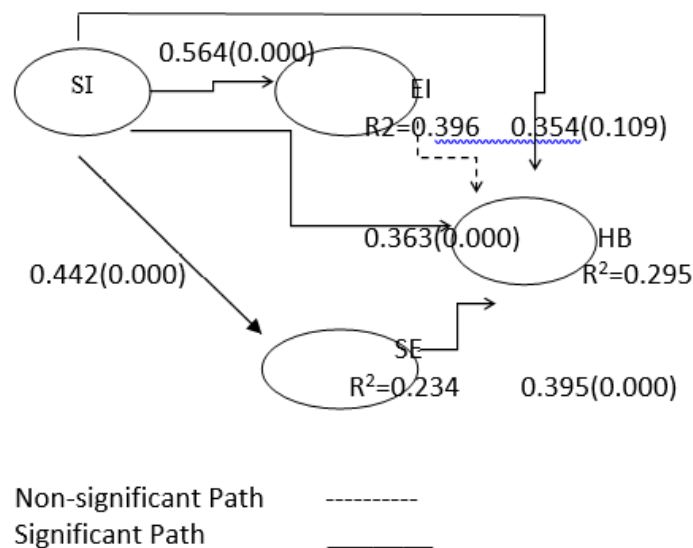 0.564(0.000)
SI
EI
R2=0.396 0.354(0.109)
0.363(0.000)
HB
0.442(0.000)
R²=0.295
SE
R²=0.234 0.395(0.000)
Non-significant Path ----------
Significant Path __________